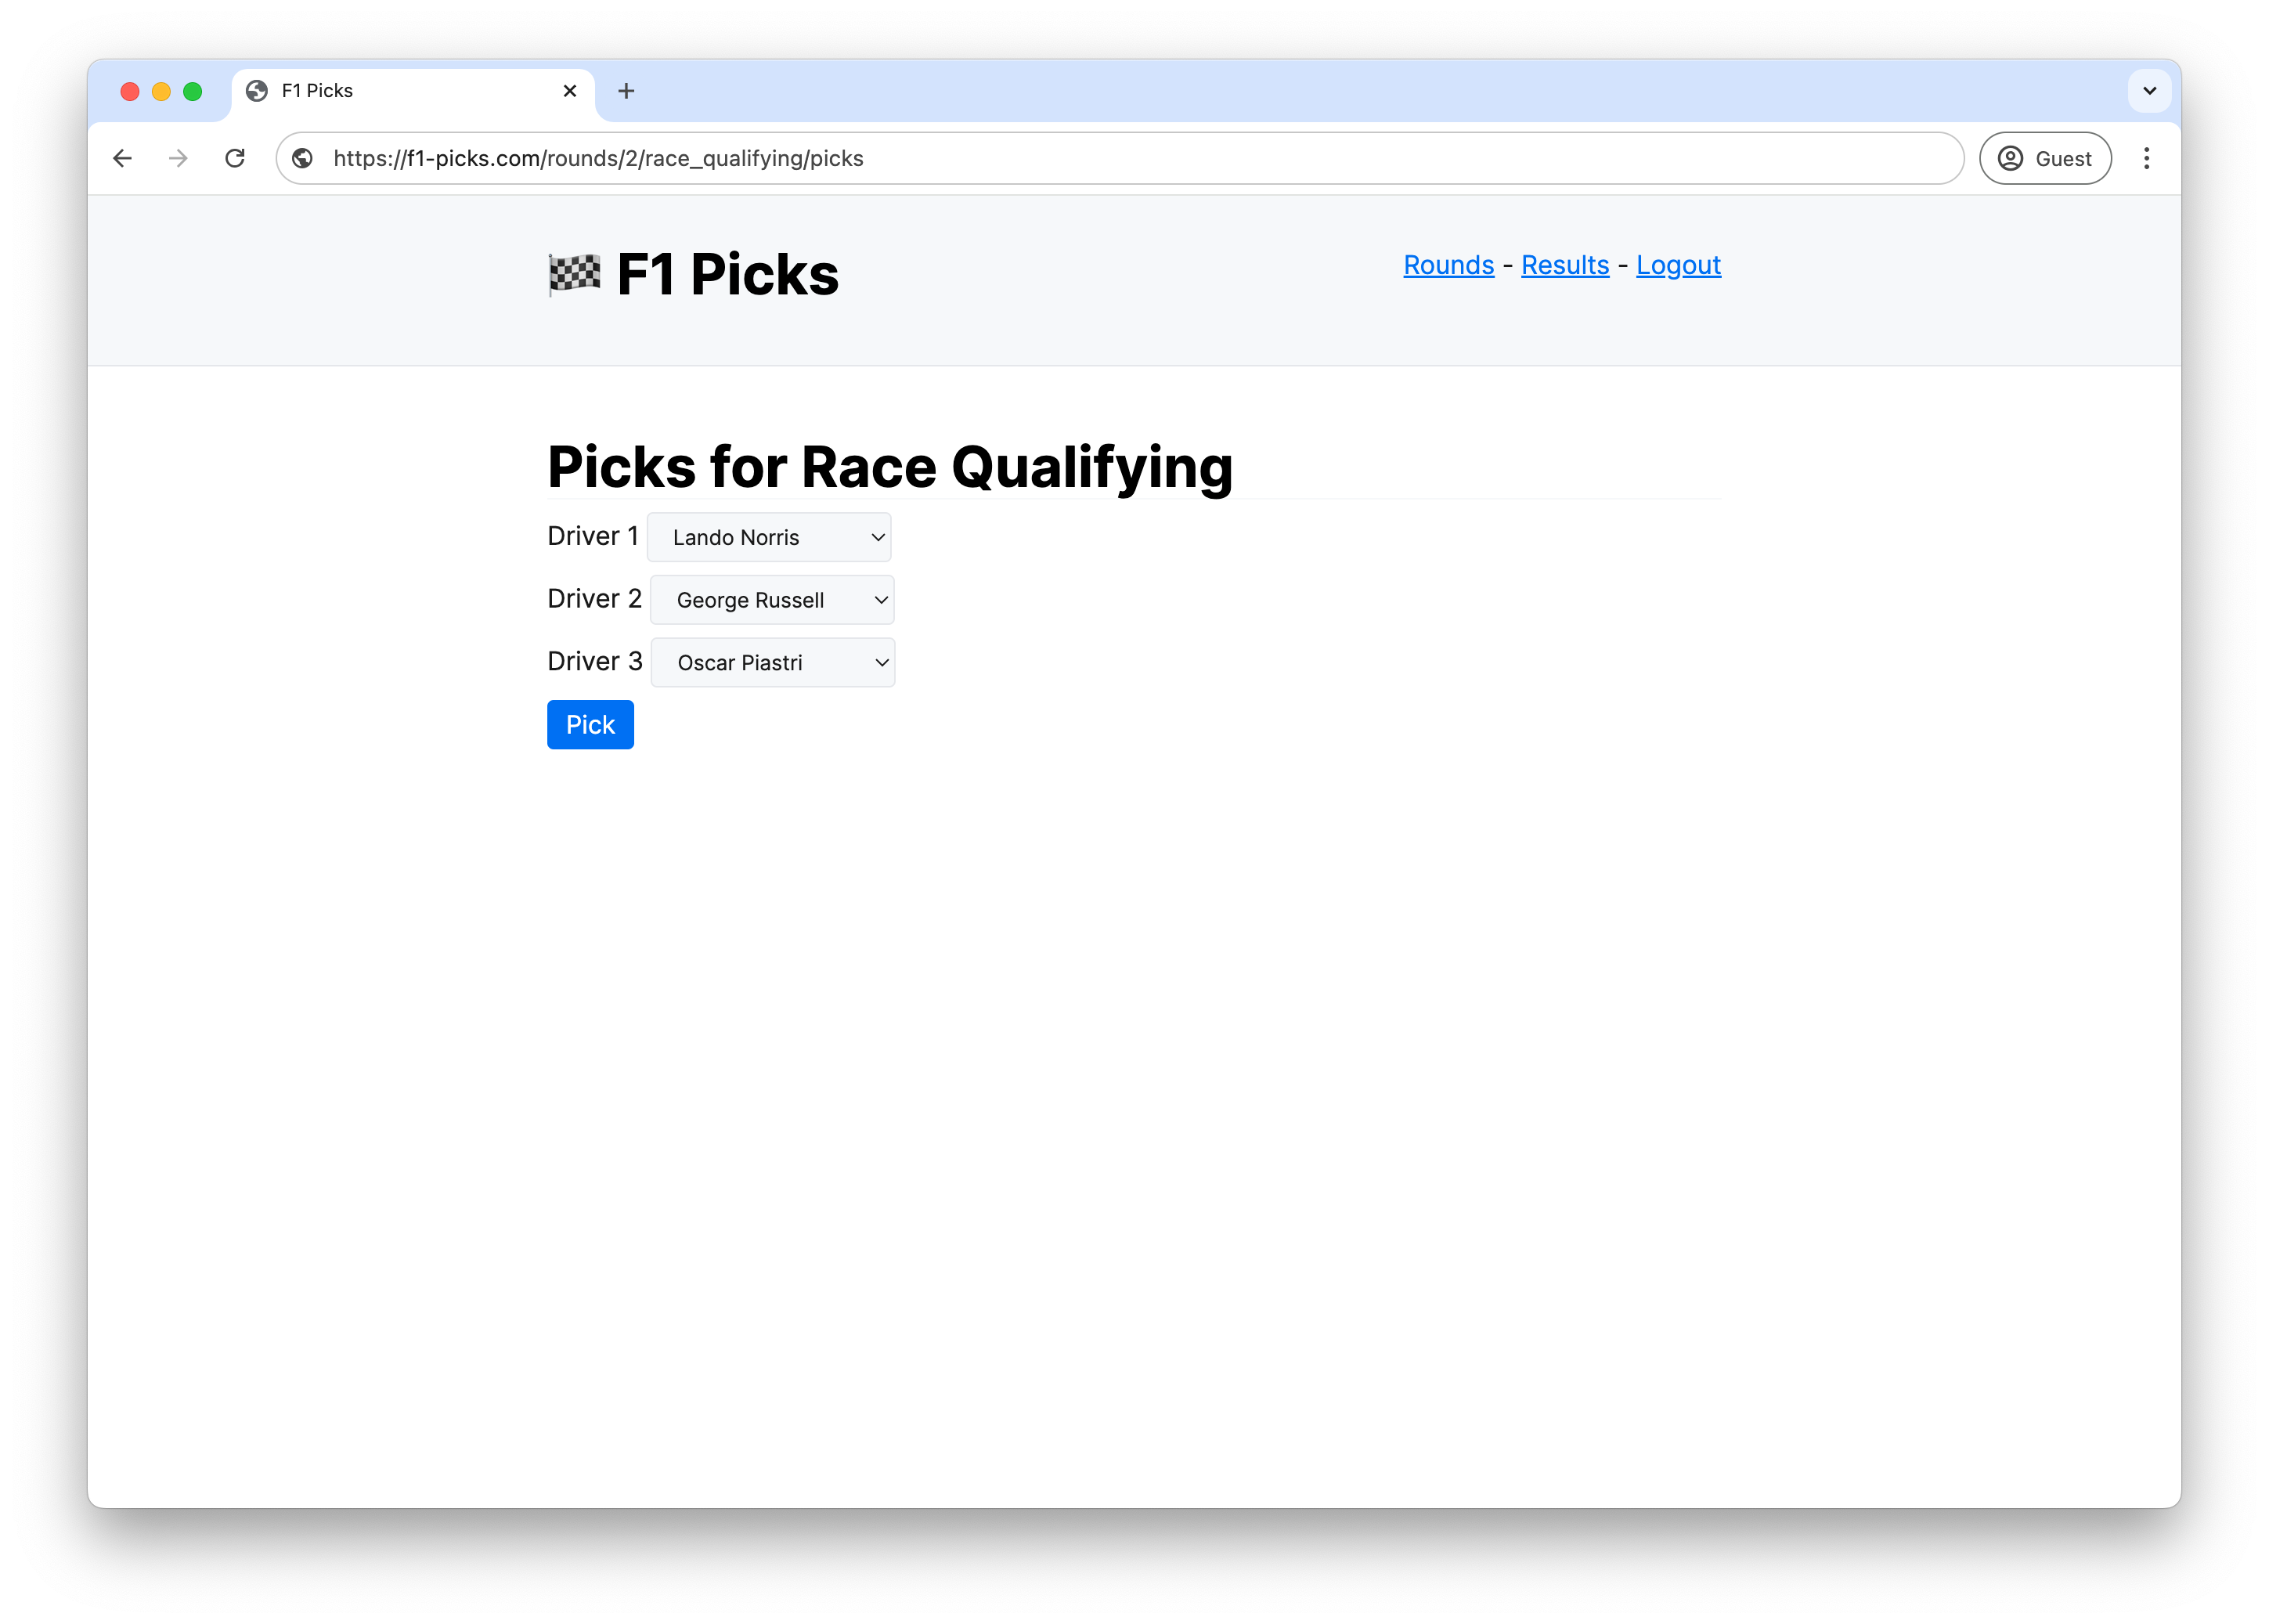 F1 Picks
https://f1-picks.com/rounds/2/race_qualifying/picks
Guest
F1 Picks
Rounds - Results - Logout
Picks for Race Qualifying
Driver 1 Lando Norris
Driver 2 George Russell
Driver 3 Oscar Piastri
Pick